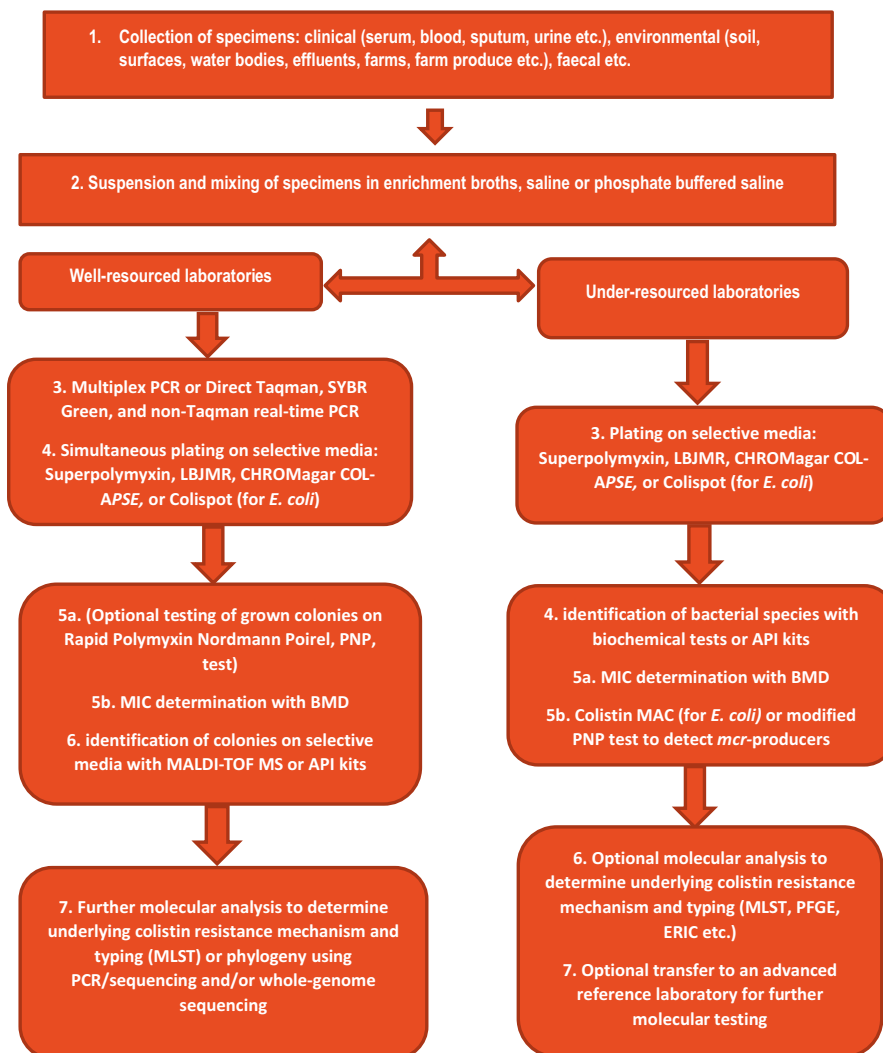 1. Collection of specimens: clinical (serum, blood, sputum, urine etc.), environmental (soil,
surfaces, water bodies, effluents, farms, farm produce etc.), faecal etc.
2. Suspension and mixing of specimens in enrichment broths, saline or phosphate buffered saline
Well-resourced laboratories
3. Multiplex PCR or Direct Taqman, SYBR
Green, and non-Taqman real-time PCR
4. Simultaneous plating on selective media:
Superpolymyxin, LBJMR, CHROMagar COL-
APSE, or Colispot (for E. coli)
5a. (Optional testing of grown colonies on
Rapid Polymyxin Nordmann Poirel, PNP,
test)
5b. MIC determination with BMD
6. identification of colonies on selective
media with MALDI-TOF MS or API kits
7. Further molecular analysis to determine
underlying colistin resistance mechanism and
typing (MLST) or phylogeny using
PCR/sequencing and/or whole-genome
sequencing
Under-resourced laboratories
3. Plating on selective media:
Superpolymyxin, LBJMR, CHROMagar COL-
APSE, or Colispot (for E. coli)
4. identification of bacterial species with
biochemical tests or API kits
5a. MIC determination with BMD
5b. Colistin MAC (for E. coli) or modified
PNP test to detect mcr-producers
6. Optional molecular analysis to
determine underlying colistin resistance
mechanism and typing (MLST, PFGE,
ERIC etc.)
7. Optional transfer to an advanced
reference laboratory for further
molecular testing